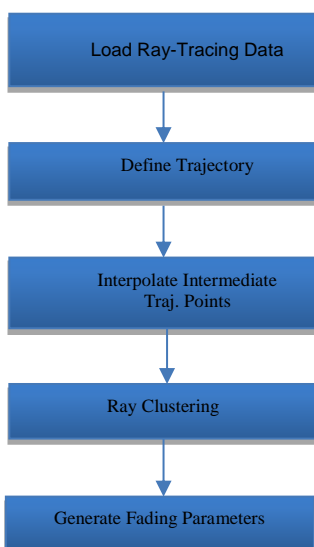 Load Ray-Tracing Data
Define Trajectory
Interpolate Intermediate
Traj. Points
Ray Clustering
Generate Fading Parameters